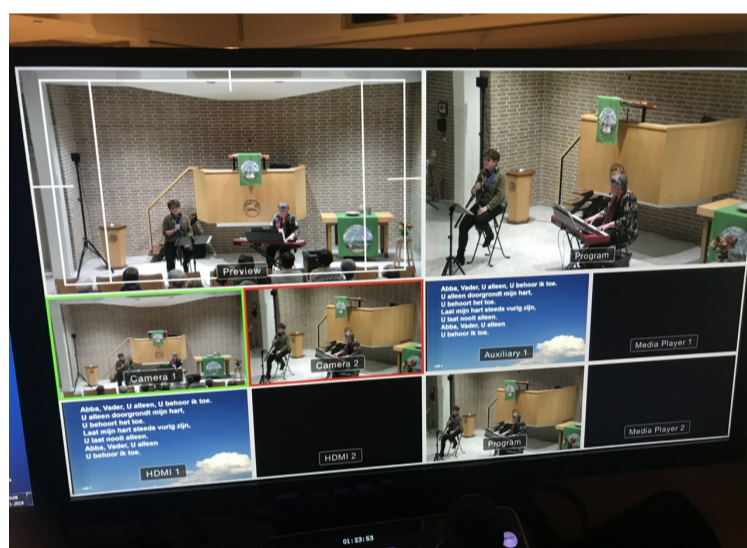 Preview
Program
Camera 1
Camera 2
Abba, Vader, U alleen, U behoor ik toe.
U alleen doorgrondt mijn hart,
U behoort het toe.
Laat mijn hart steeds vurig zijn,
U laat nooit alleen.
Abba, Vader, U alleen
U behoor ik toe.
Auxiliary 1
Media Player 1
Abba, Vader, U alleen, U behoor ik toe.
U alleen doorgrondt mijn hart,
U behoort het toe.
Laat mijn hart steeds vurig zijn,
U laat nooit alleen.
Abba, Vader, U alleen
U behoor ik toe.
HDMI 1
HDMI 2
Program
Media Player 2
01:23:53